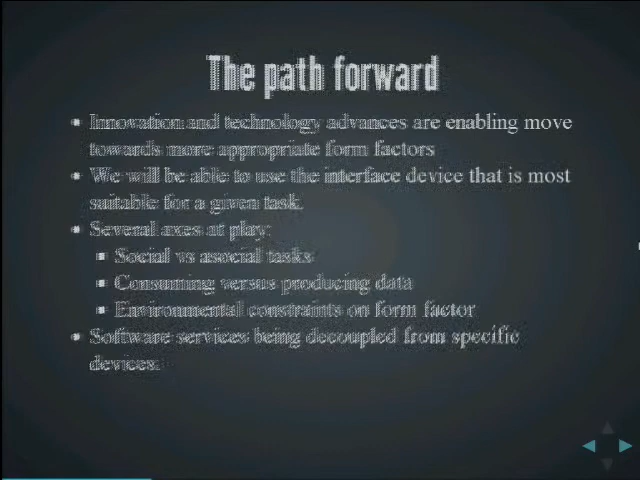 The path forward
Innovation and technology advances are enabling move
towards more appropriate form factors
We will be able to use the interface device that is most
suitable for a given task.
Several axes at play:
Social vs asocial tasks
Consuming versus producing data
Environmental constraints on form factor
Software services being decoupled from specific
devices.